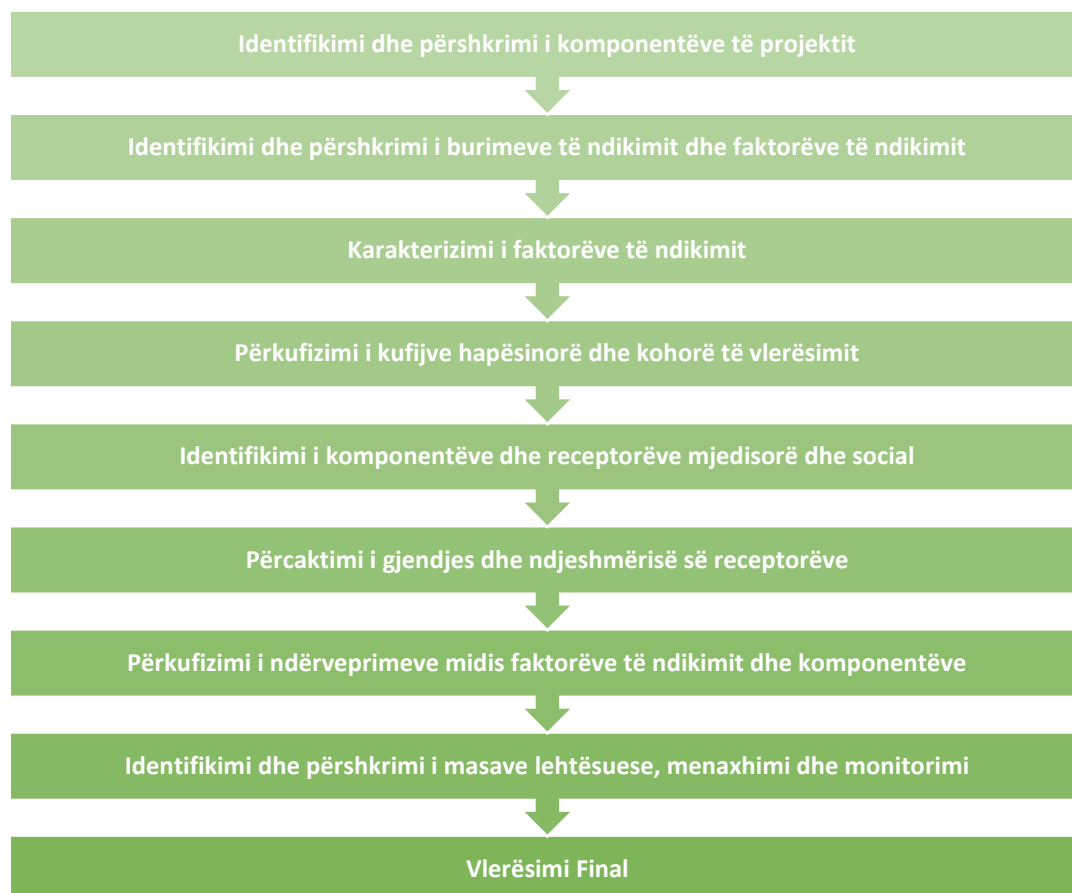 Identifikimi dhe përshkrimi i komponentëve të projektit
Identifikimi dhe përshkrimi i burimeve të ndikimit dhe faktorëve të ndikimit
Karakterizimi i faktorëve të ndikimit
Përkufizimi i kufijve hapësinorë dhe kohorë të vlerësimit
Identifikimi i komponentëve dhe receptorëve mjedisorë dhe social
Përcaktimi i gjendjes dhe ndjeshmërisë së receptorëve
Përkufizimi i ndërveprimeve midis faktorëve të ndikimit dhe komponentëve
Identifikimi dhe përshkrimi i masave lehtësuese, menaxhimi dhe monitorimi
Vlerësimi Final